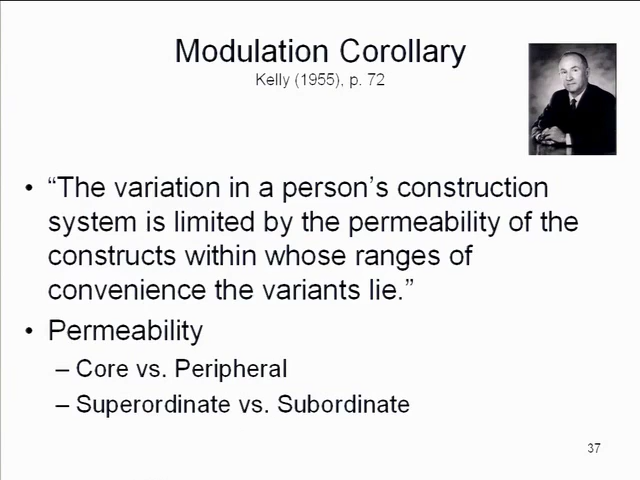 Modulation Corollary
Kelly (1955), p. 72
• “The variation in a person’s construction
system is limited by the permeability of the
constructs within whose ranges of
convenience the variants lie.”
• Permeability
– Core vs. Peripheral
– Superordinate vs. Subordinate
37